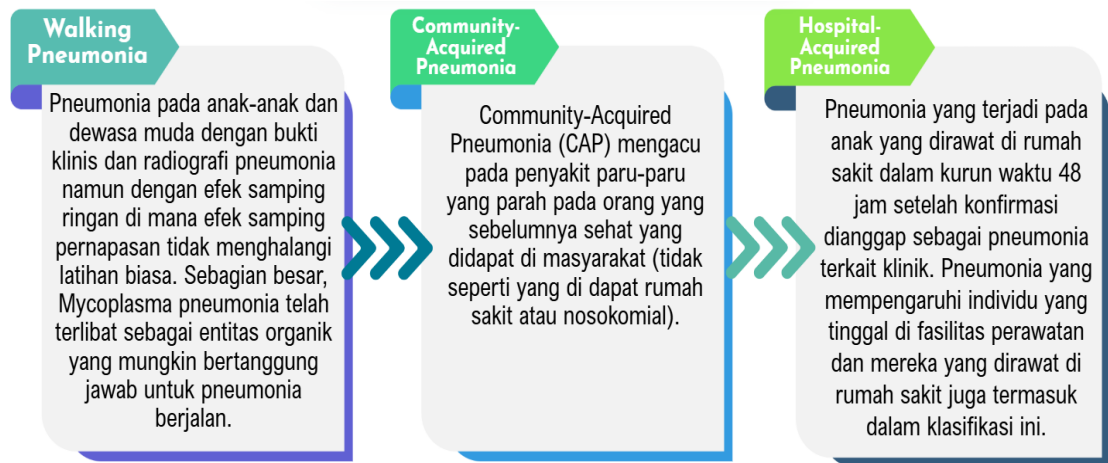 Walking
Pneumonia
Pneumonia pada anak-anak dan
dewasa muda dengan bukti
klinis dan radiografi pneumonia
namun dengan efek samping
ringan di mana efek samping
pernapasan tidak menghalangi
latihan biasa. Sebagian besar,
Mycoplasma pneumonia telah
terlibat sebagai entitas organik
yang mungkin bertanggung
jawab untuk pneumonia
berjalan.
Community-
Acquired
Pneumonia
Community-Acquired
Pneumonia (CAP) mengacu
pada penyakit paru-paru
yang parah pada orang yang
sebelumnya sehat yang
didapat di masyarakat (tidak
seperti yang di dapat rumah
sakit atau nosokomial).
Hospital-
Acquired
Pneumonia
Pneumonia yang terjadi pada
anak yang dirawat di rumah
sakit dalam kurun waktu 48
jam setelah konfirmasi
dianggap sebagai pneumonia
terkait klinik. Pneumonia yang
mempengaruhi individu yang
tinggal di fasilitas perawatan
dan mereka yang dirawat di
rumah sakit juga termasuk
dalam klasifikasi ini.